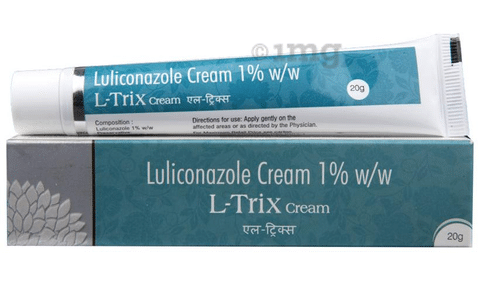 ©1mg
Luliconazole Cream 1% w/w
L-Trix Cream एल-ट्रिक्स
20g
Composition :
Luliconazole 1% w/w
Directions for use: Apply gently on the
affected areas or as directed by the Physician.
Luliconazole Cream 1% w/w
L-Trix Cream
एल-ट्रिक्स
20g